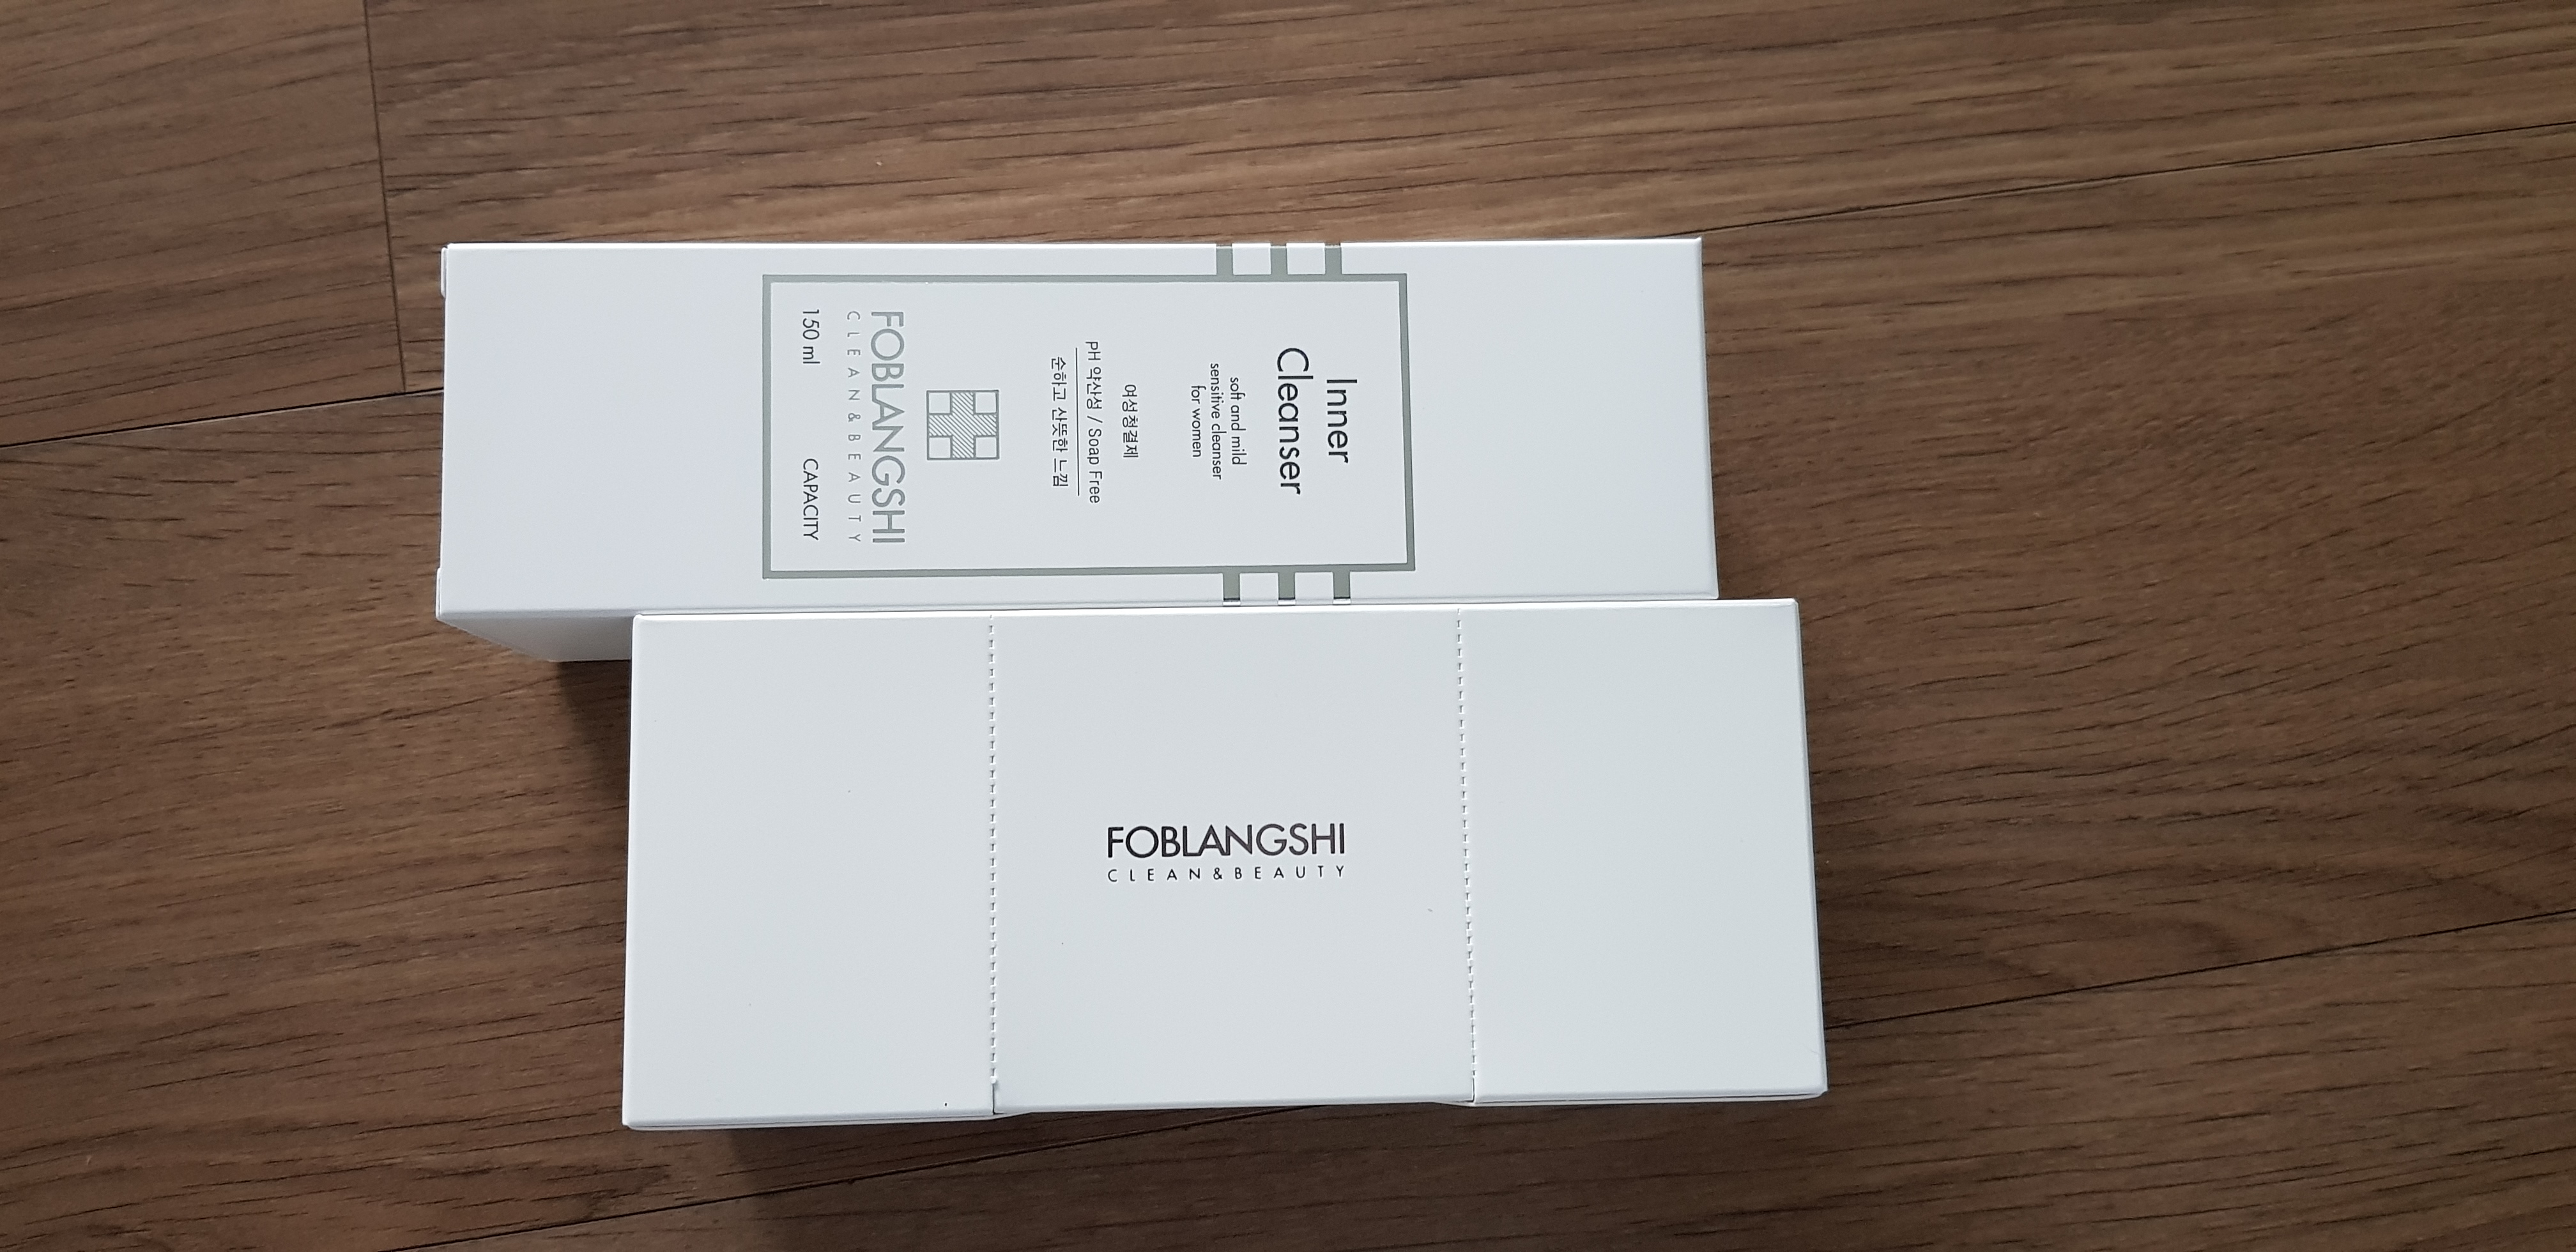 Inner
Cleanser
soft and mild
sensitive cleanser
for women
여성청결제
pH 약산성 / Soap Free
순하고 산뜻한 느낌
FOBLANGSHI
CLEAN&BEAUTY
150 ml CAPACITY
FOBLANGSHI
CLEAN&BEAUTY